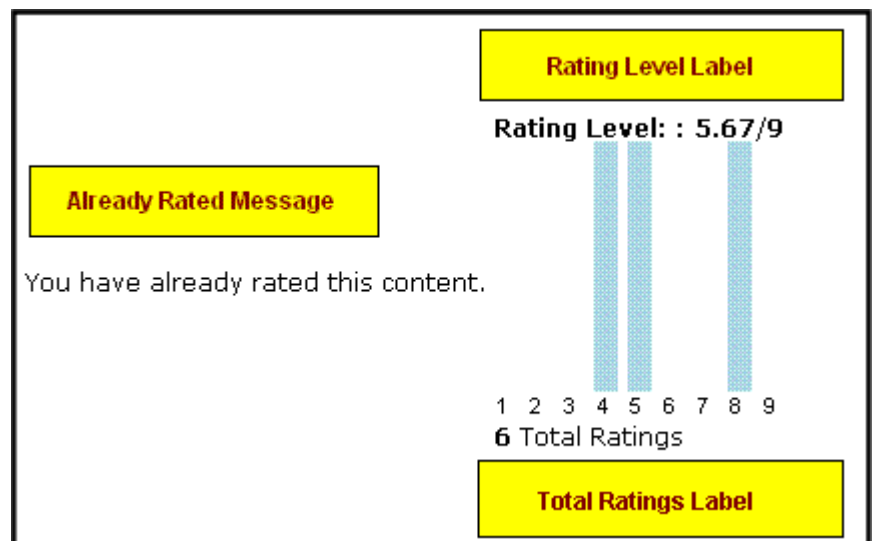 Rating Level Label
Rating Level: : 5.67/9
Already Rated Message
You have already rated this content.
1 2 3 4 5 6 7 8 9
6 Total Ratings
Total Ratings Label